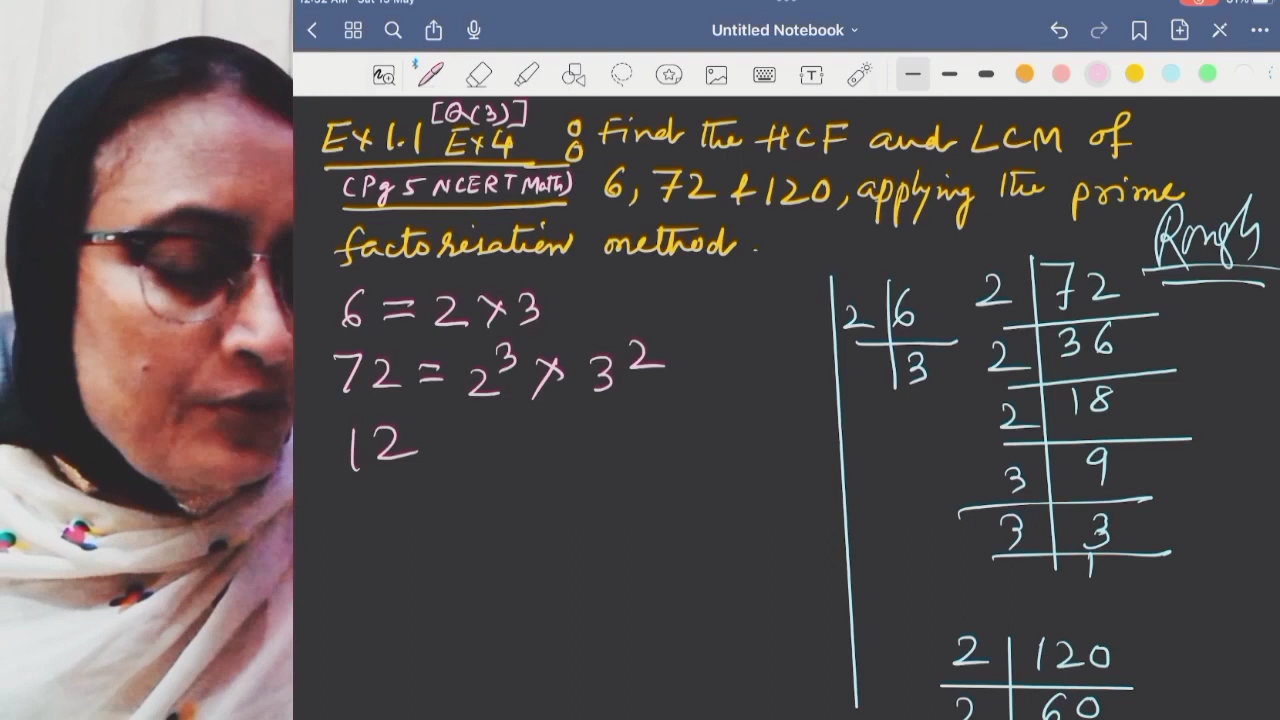 Untitled Notebook
[Q(3)]
Ex 1.1 Ex 4 : Find the HCF and LCM of
(Pg 5 NCERT Math) 6, 72 & 120, applying the prime
factorisation method.
Rough
6 = 2 × 3
72 = 2³ × 3²
12
2 | 6
3
2 | 72
2 | 36
2 | 18
3 | 9
3 | 3
1
2 | 120
2 | 60